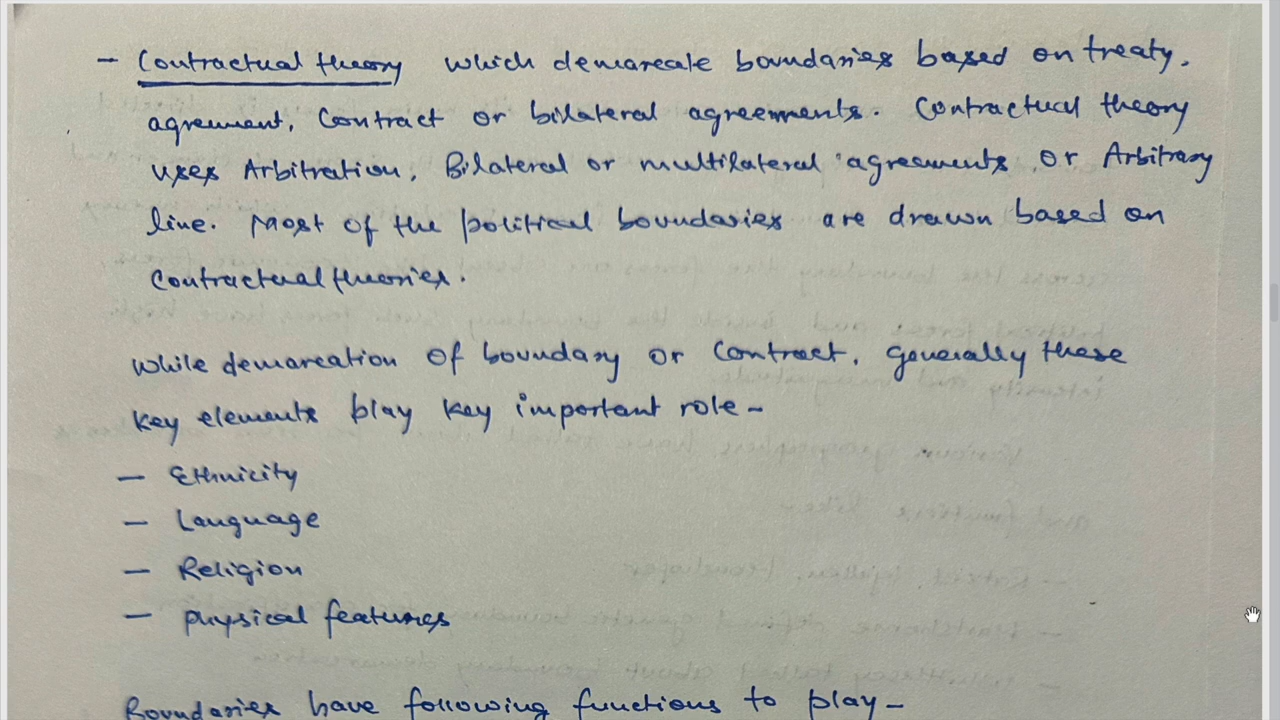 - Contractual theory which demarcate boundaries based on treaty,
agrement, contract or bilateral agreements. Contractual theory
uses Arbitration, Bilateral or multilateral agreements or Arbitrary
line. Most of the political boundaries are drawn based on
contractual theories.
While demarcation of boundary or contract, generally these
key elements play key important role -
- Ethnicity
- Language
- Religion
- physical features
Boundaries have following functions to play -